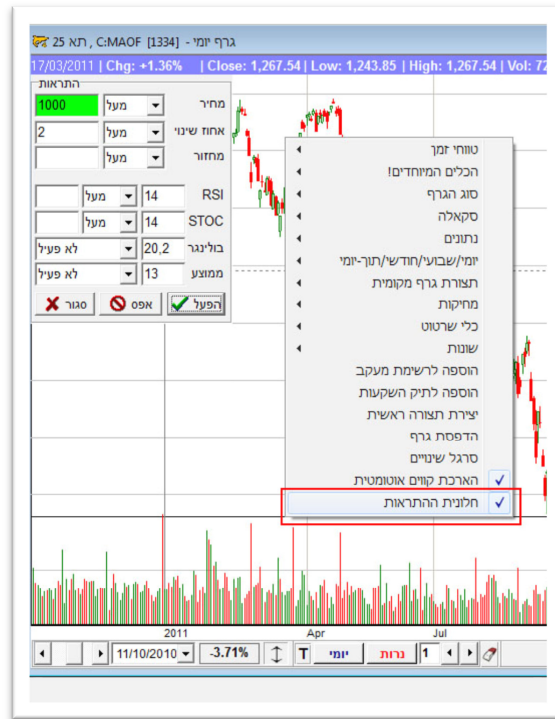 גרף יומי - C:MAOF [1334] , תא 25
17/03/2011 | Chg: +1.36% | Close: 1,267.54 | Low: 1,243.85 | High: 1,267.54 | Vol: 72
התראות
מחיר מעל 1000
אחוז שינוי מעל 2
מחזור מעל
RSI 14 מעל
STOC 14 מעל
בולינגר 20,2 לא פעיל
ממוצע 13 לא פעיל
הפעל אפס סגור
טווחי זמן
הכלים המיוחדים!
סוג הגרף
סקאלה
נתונים
יומי/שבועי/חודשי/תוך-יומי
תצורת גרף מקומית
מחיקות
כלי שרטוט
שונות
הוספה לרשימת מעקב
הוספה לתיק השקעות
יצירת תצורה ראשית
הדפסת גרף
סרגל שינויים
הארכת קווים אוטומטית
חלונית ההתראות
2011 Apr Jul
11/10/2010 -3.71% T יומי נרות 1